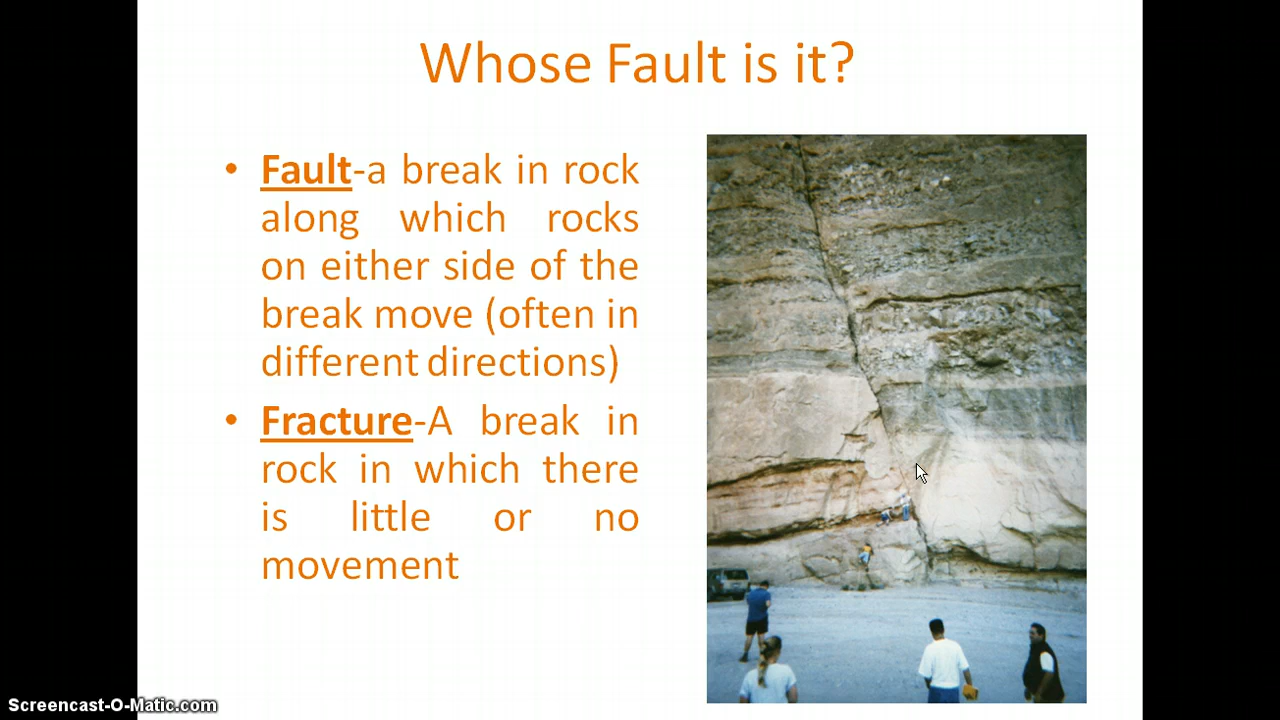 Whose Fault is it?
• Fault-a break in rock
along which rocks
on either side of the
break move (often in
different directions)
• Fracture-A break in
rock in which there
is little or no
movement
Screencast-O-Matic.com